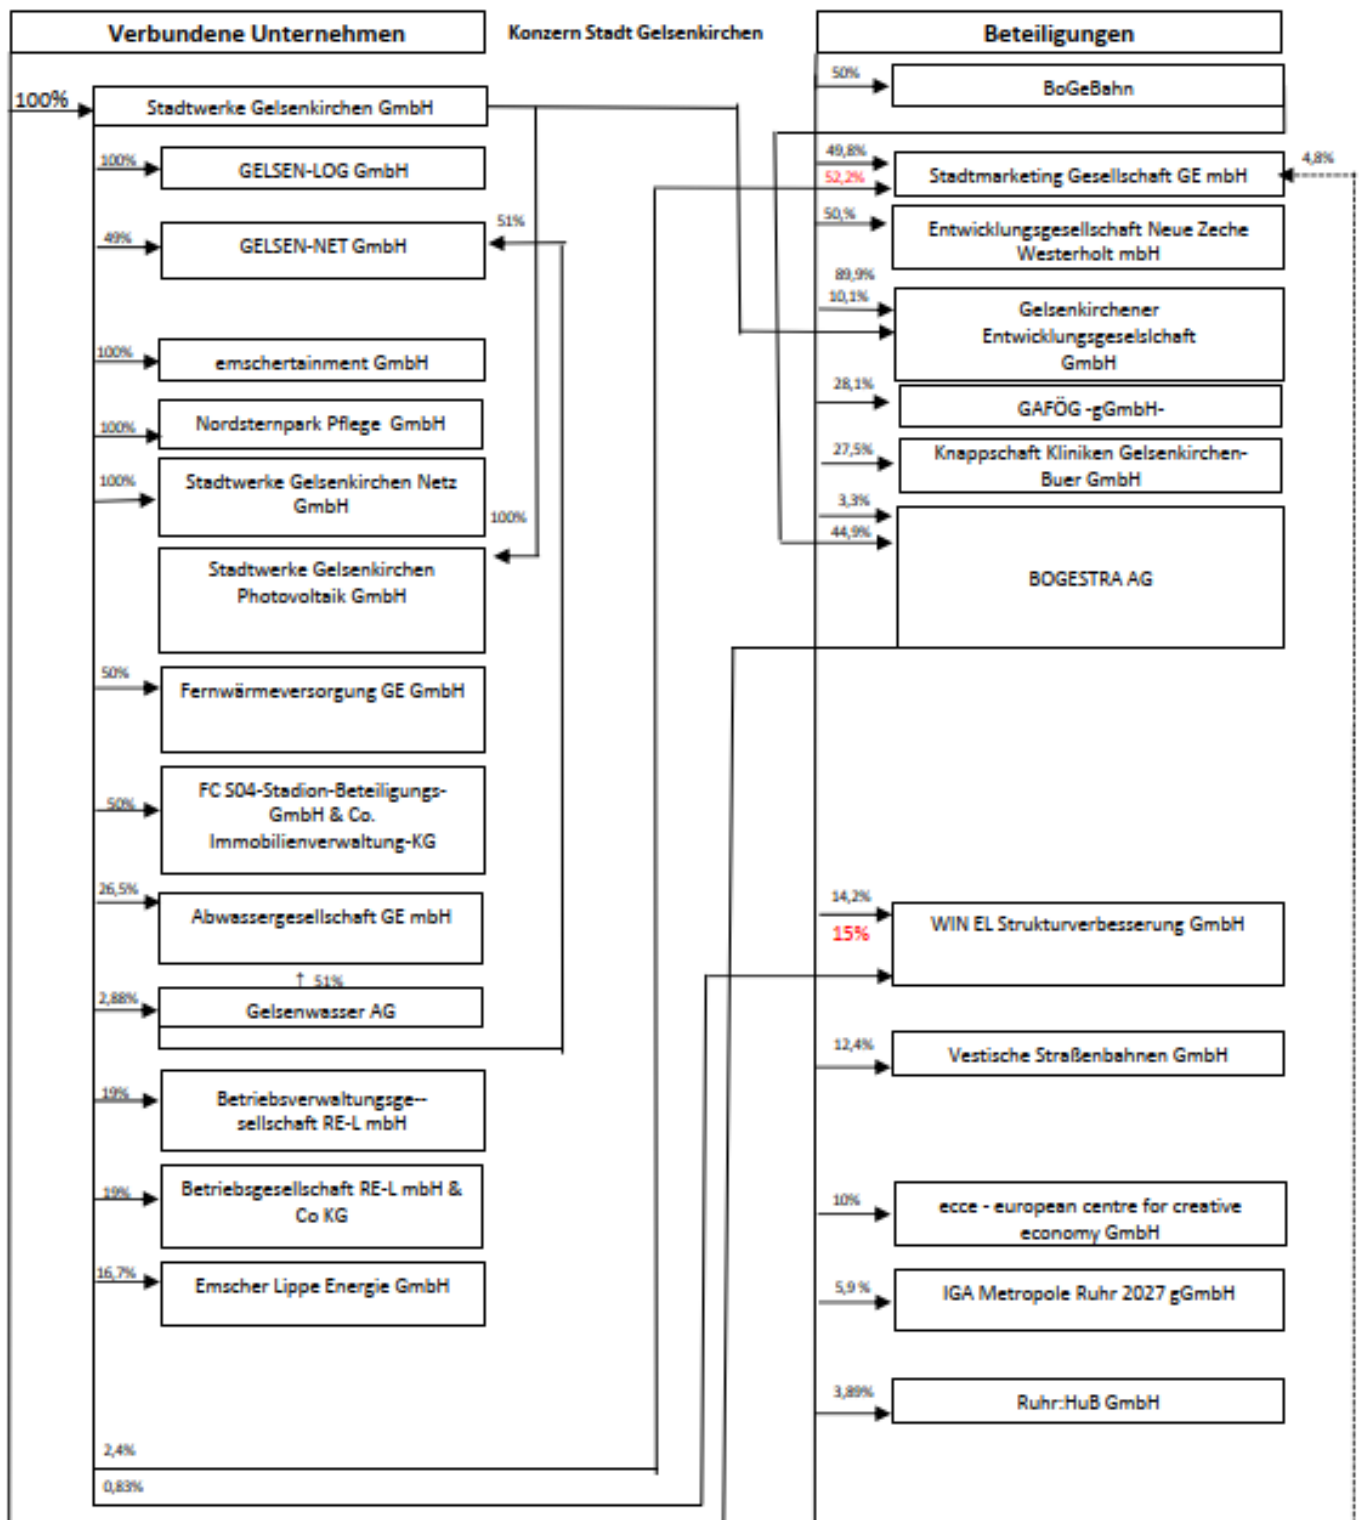 Verbundene Unternehmen
Konzern Stadt Gelsenkirchen
Beteiligungen
100%
Stadtwerke Gelsenkirchen GmbH
100%
GELSEN-LOG GmbH
49%
GELSEN-NET GmbH
51%
100%
emschertainment GmbH
100%
Nordsternpark Pflege GmbH
100%
Stadtwerke Gelsenkirchen Netz
GmbH
100%
Stadtwerke Gelsenkirchen
Photovoltaik GmbH
50%
Fernwärmeversorgung GE GmbH
50%
FC S04-Stadion-Beteiligungs-
GmbH & Co.
Immobilienverwaltung-KG
26,5%
Abwassergesellschaft GE mbH
↑ 51%
2,88%
Gelsenwasser AG
19%
Betriebsverwaltungsge--
sellschaft RE-L mbH
19%
Betriebsgesellschaft RE-L mbH &
Co KG
16,7%
Emscher Lippe Energie GmbH
2,4%
0,83%
50%
BoGeBahn
49,8%
52,2%
Stadtmarketing Gesellschaft GE mbH
4,8%
50,%
Entwicklungsgesellschaft Neue Zeche
Westerholt mbH
89,9%
10,1%
Gelsenkirchener
Entwicklungsgeselslchaft
GmbH
28,1%
GAFÖG -gGmbH-
27,5%
Knappschaft Kliniken Gelsenkirchen-
Buer GmbH
3,3%
44,9%
BOGESTRA AG
14,2%
15%
WIN EL Strukturverbesserung GmbH
12,4%
Vestische Straßenbahnen GmbH
10%
ecce - european centre for creative
economy GmbH
5,9 %
IGA Metropole Ruhr 2027 gGmbH
3,89%
Ruhr:HuB GmbH